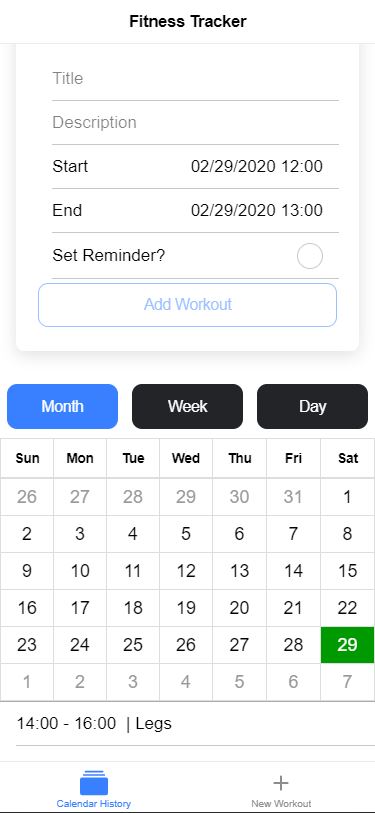 Fitness Tracker
Title
Description
Start 02/29/2020 12:00
End 02/29/2020 13:00
Set Reminder?
Add Workout
Month Week Day
Sun Mon Tue Wed Thu Fri Sat
26 27 28 29 30 31 1
2 3 4 5 6 7 8
9 10 11 12 13 14 15
16 17 18 19 20 21 22
23 24 25 26 27 28 29
1 2 3 4 5 6 7
14:00 - 16:00 | Legs
Calendar History New Workout